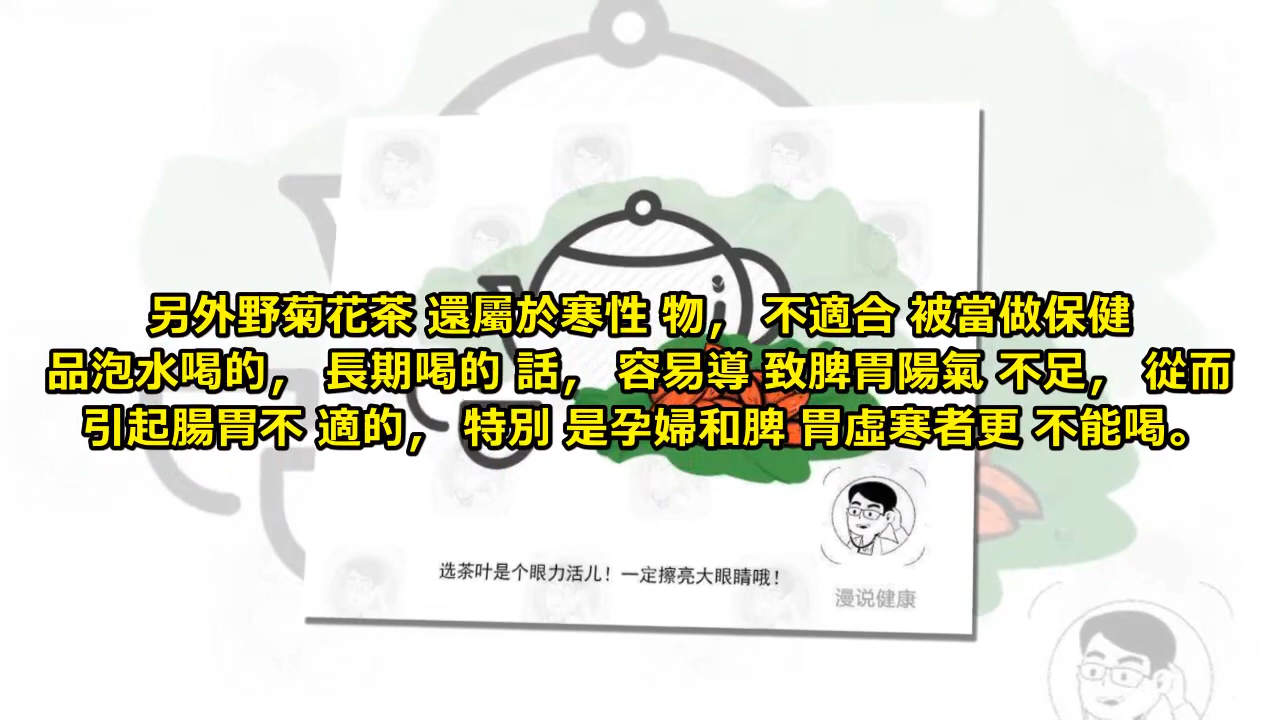 另外野菊花茶 還屬於寒性 物， 不適合 被當做保健
品泡水喝的， 長期喝的 話， 容易導 致脾胃陽氣 不足， 從而
引起腸胃不 適的， 特別 是孕婦和脾 胃虛寒者更 不能喝。
选茶叶是个眼力活儿！一定擦亮大眼睛哦！
漫说健康